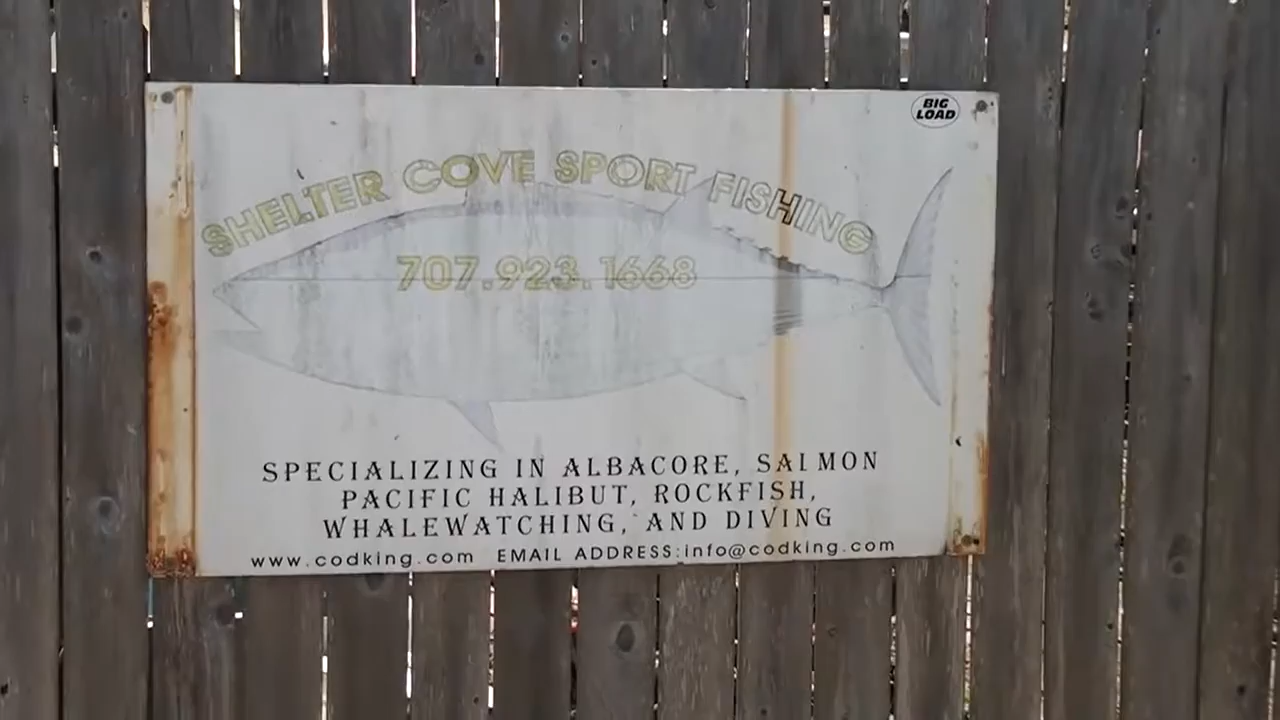 BIG
LOAD
SHELTER COVE SPORT FISHING
707.923.1668
SPECIALIZING IN ALBACORE, SALMON
PACIFIC HALIBUT, ROCKFISH,
WHALEWATCHING, AND DIVING
www.codking.com EMAIL ADDRESS:info@codking.com